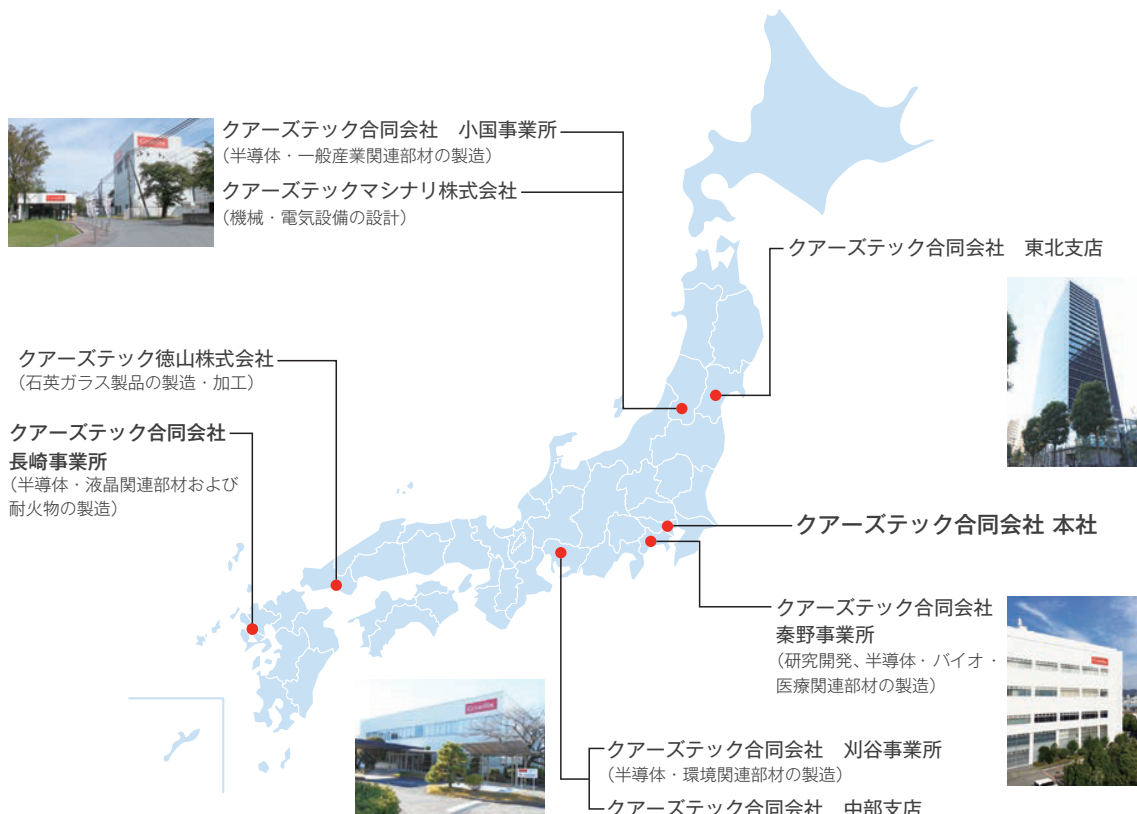 クアーズテック合同会社　小国事業所
（半導体・一般産業関連部材の製造）
クアーズテックマシナリ株式会社
（機械・電気設備の設計）
クアーズテック合同会社　東北支店
クアーズテック徳山株式会社
（石英ガラス製品の製造・加工）
クアーズテック合同会社
長崎事業所
（半導体・液晶関連部材および
耐火物の製造）
クアーズテック合同会社 本社
クアーズテック合同会社
秦野事業所
（研究開発、半導体・バイオ・
医療関連部材の製造）
クアーズテック合同会社　刈谷事業所
（半導体・環境関連部材の製造）
クアーズテック合同会社　中部支店